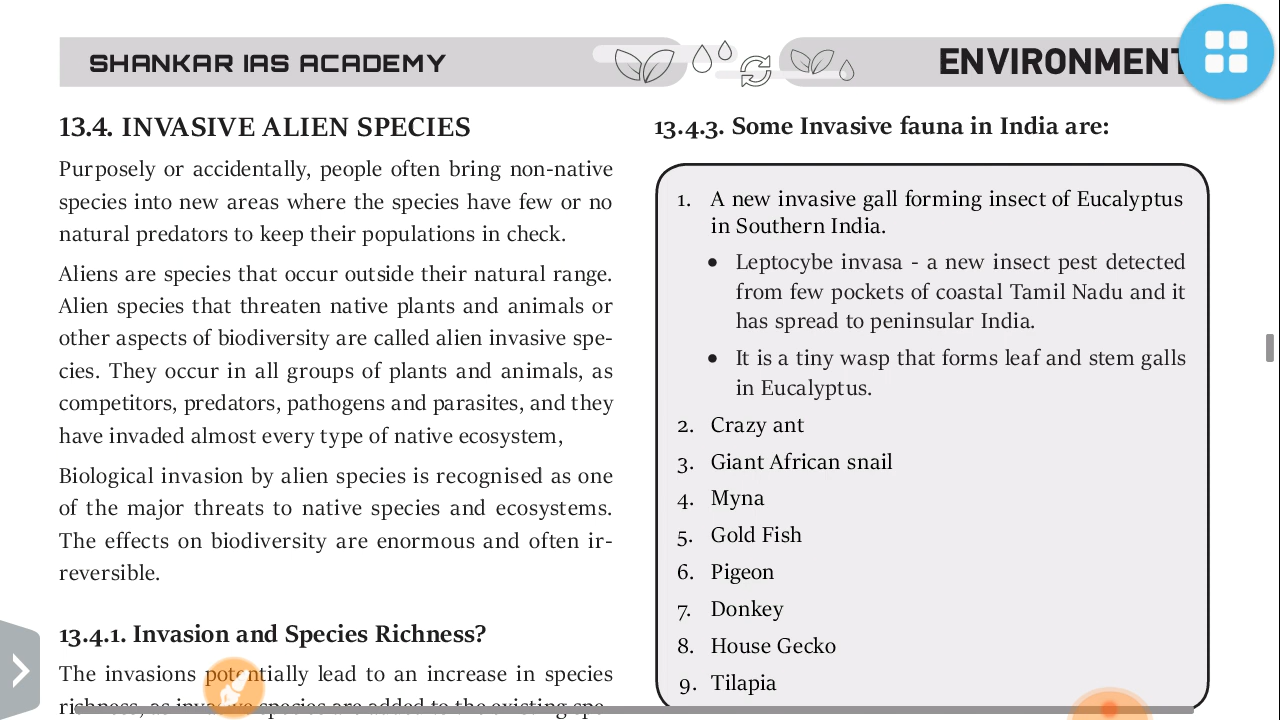 SHANKAR IAS ACADEMY
ENVIRONMENT
13.4. INVASIVE ALIEN SPECIES
Purposely or accidentally, people often bring non-native
species into new areas where the species have few or no
natural predators to keep their populations in check.
Aliens are species that occur outside their natural range.
Alien species that threaten native plants and animals or
other aspects of biodiversity are called alien invasive spe-
cies. They occur in all groups of plants and animals, as
competitors, predators, pathogens and parasites, and they
have invaded almost every type of native ecosystem,
Biological invasion by alien species is recognised as one
of the major threats to native species and ecosystems.
The effects on biodiversity are enormous and often ir-
reversible.
13.4.1. Invasion and Species Richness?
The invasions potentially lead to an increase in species
richness, as invasive species are added to the existing spe-
13.4.3. Some Invasive fauna in India are:
1. A new invasive gall forming insect of Eucalyptus
in Southern India.
• Leptocybe invasa - a new insect pest detected
from few pockets of coastal Tamil Nadu and it
has spread to peninsular India.
• It is a tiny wasp that forms leaf and stem galls
in Eucalyptus.
2. Crazy ant
3. Giant African snail
4. Myna
5. Gold Fish
6. Pigeon
7. Donkey
8. House Gecko
9. Tilapia